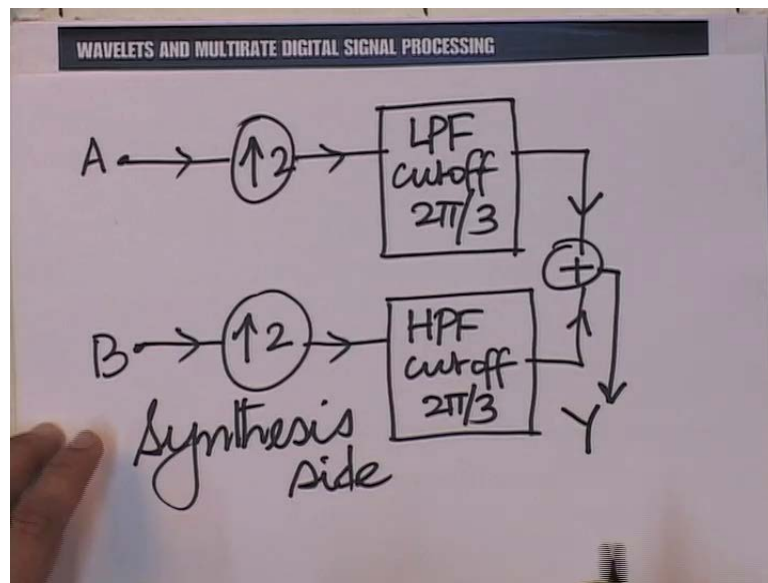 WAVELETS AND MULTIRATE DIGITAL SIGNAL PROCESSING
A
↑2
LPF
cutoff
2π/3
+
B
↑2
HPF
cutoff
2π/3
Y
Synthesis
side